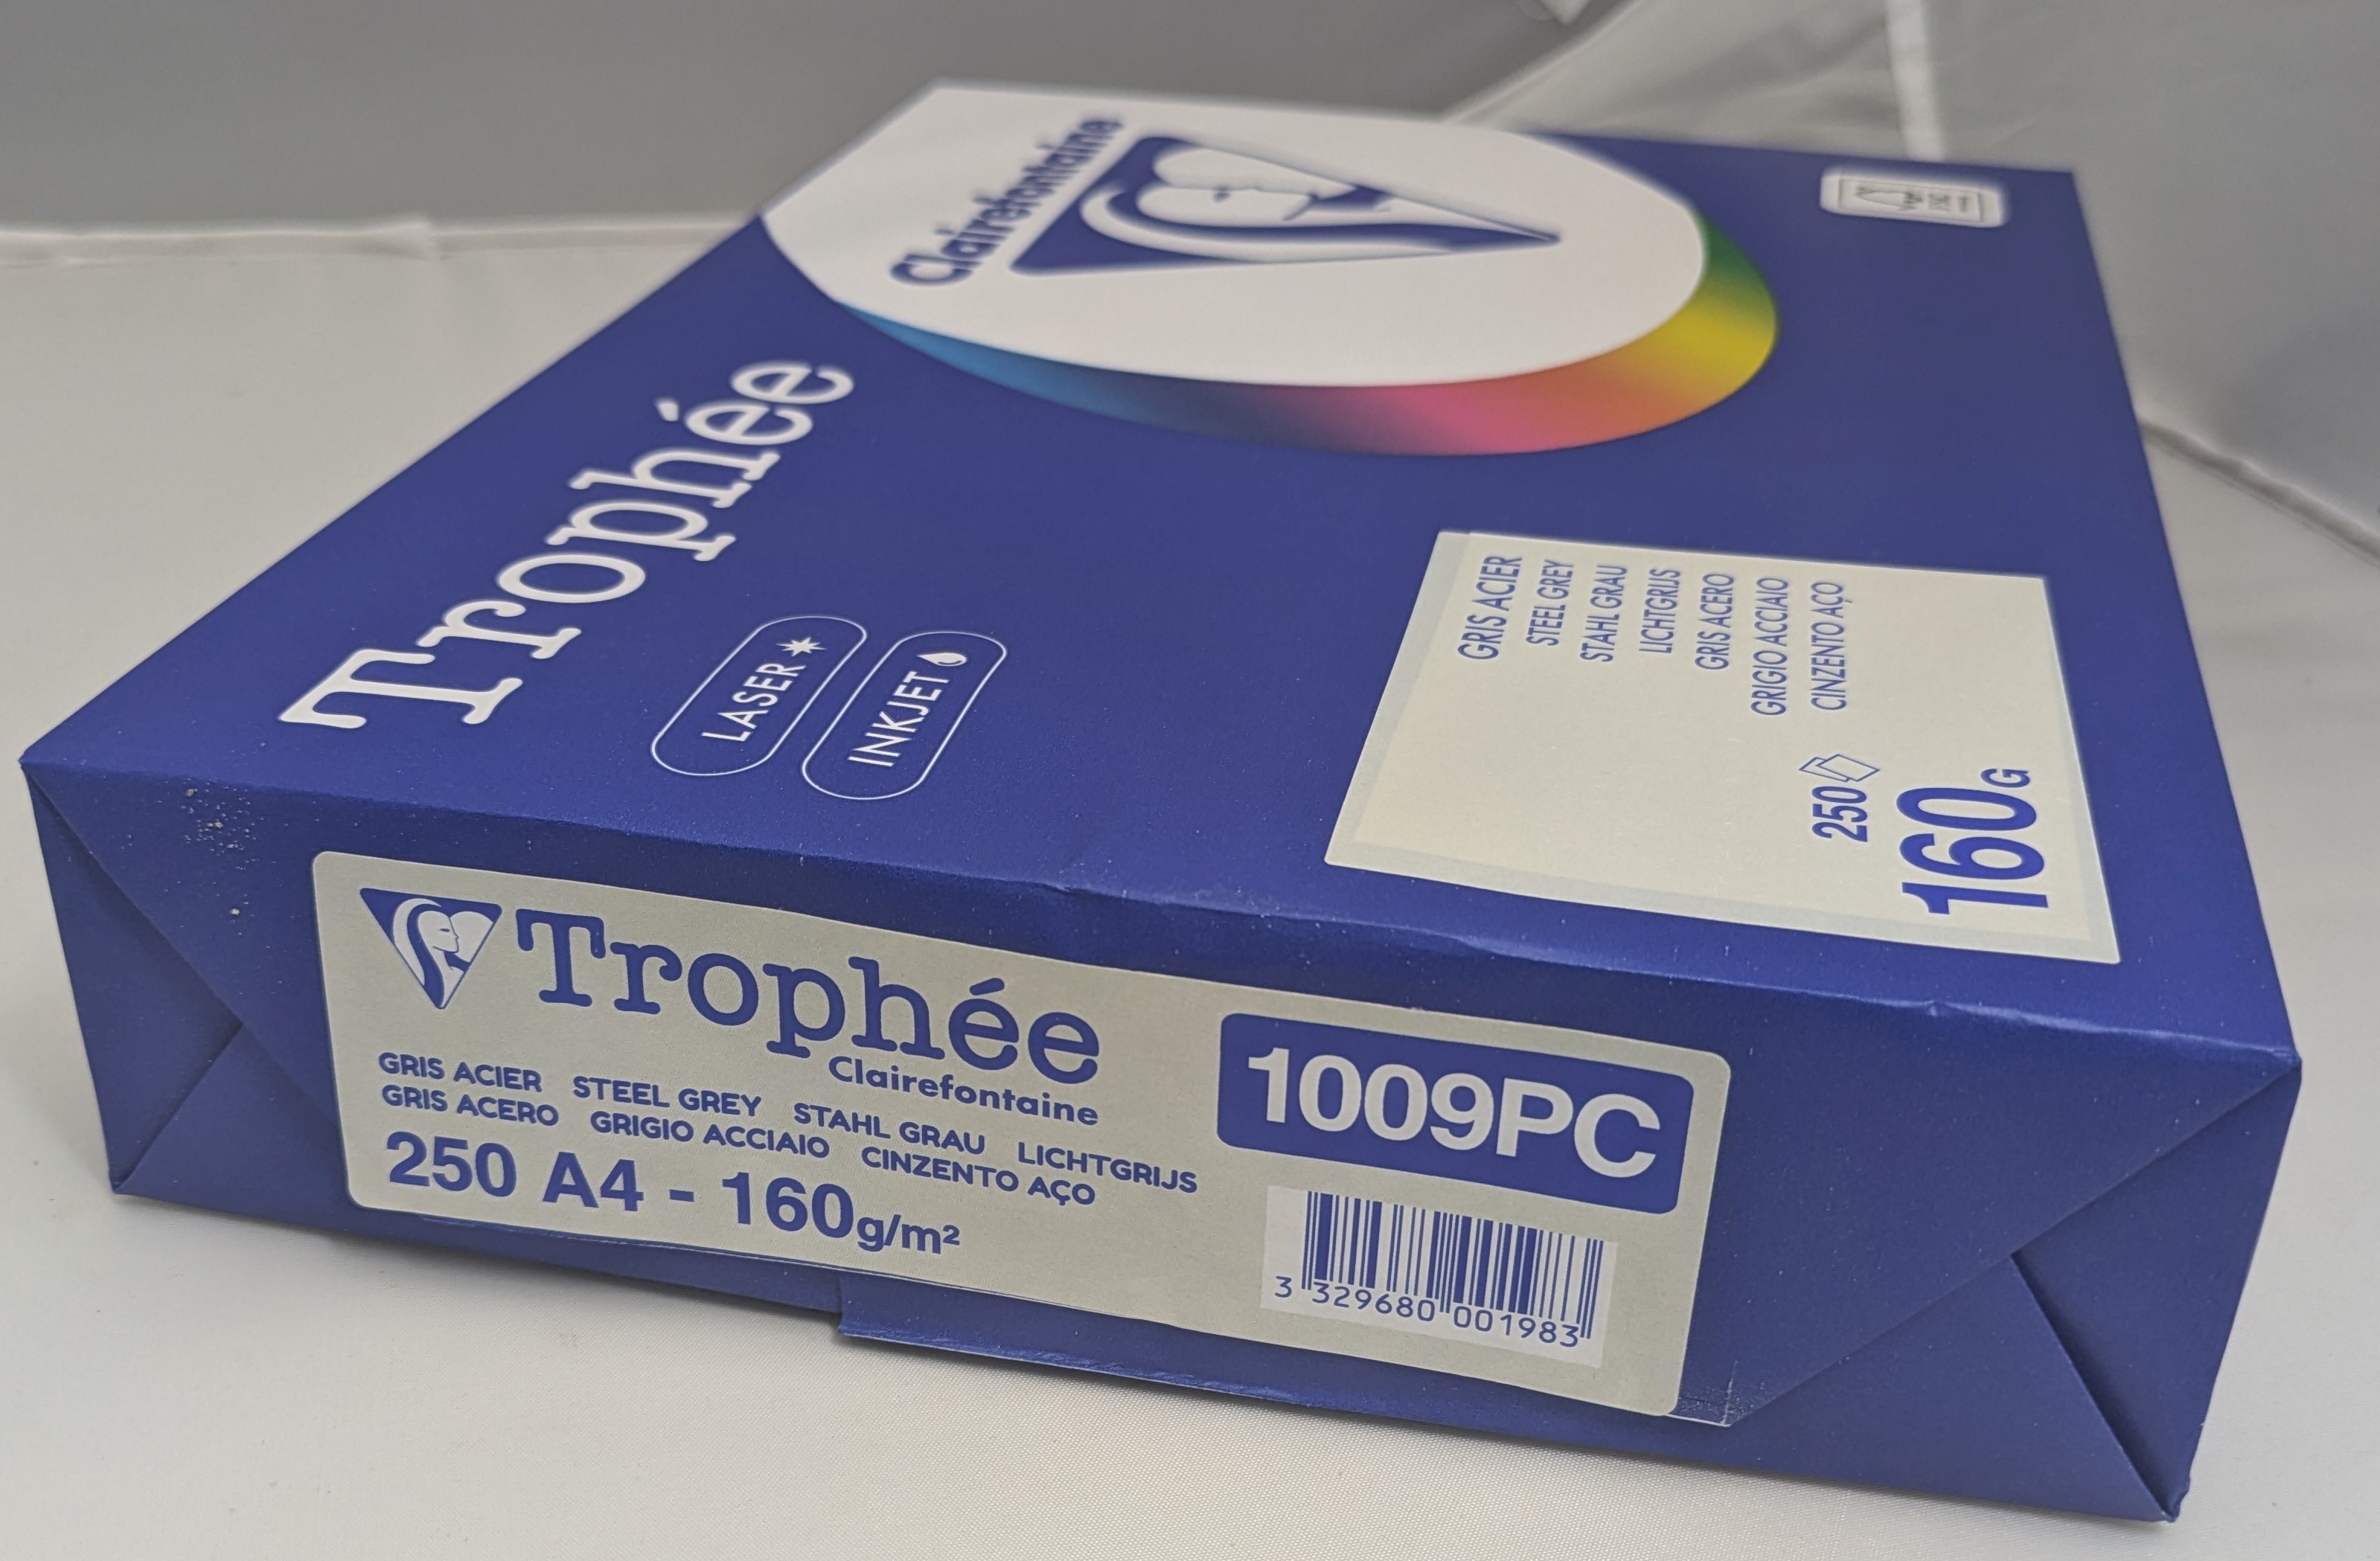 Clairefontaine
Trophée
LASER
INKJET
GRIS ACIER
STEEL GREY
STAHL GRAU
LICHTGRIJS
GRIS ACERO
GRIGIO ACCIAIO
CINZENTO AÇO
250
160G
Trophée
Clairefontaine
GRIS ACIER STEEL GREY STAHL GRAU LICHTGRIJS
GRIS ACERO GRIGIO ACCIAIO CINZENTO AÇO
250 A4 - 160g/m²
1009PC
3 329680 001983